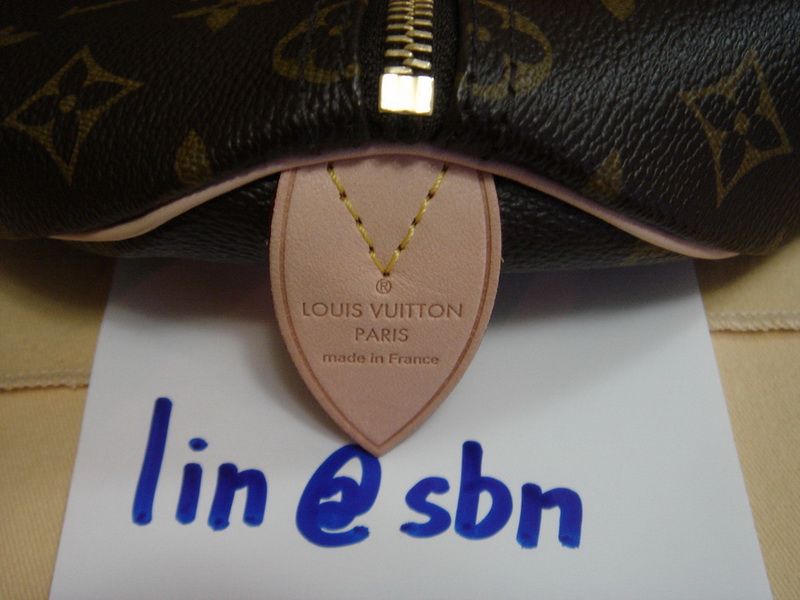 ®
LOUIS VUITTON
PARIS
made in France
lin@sbn